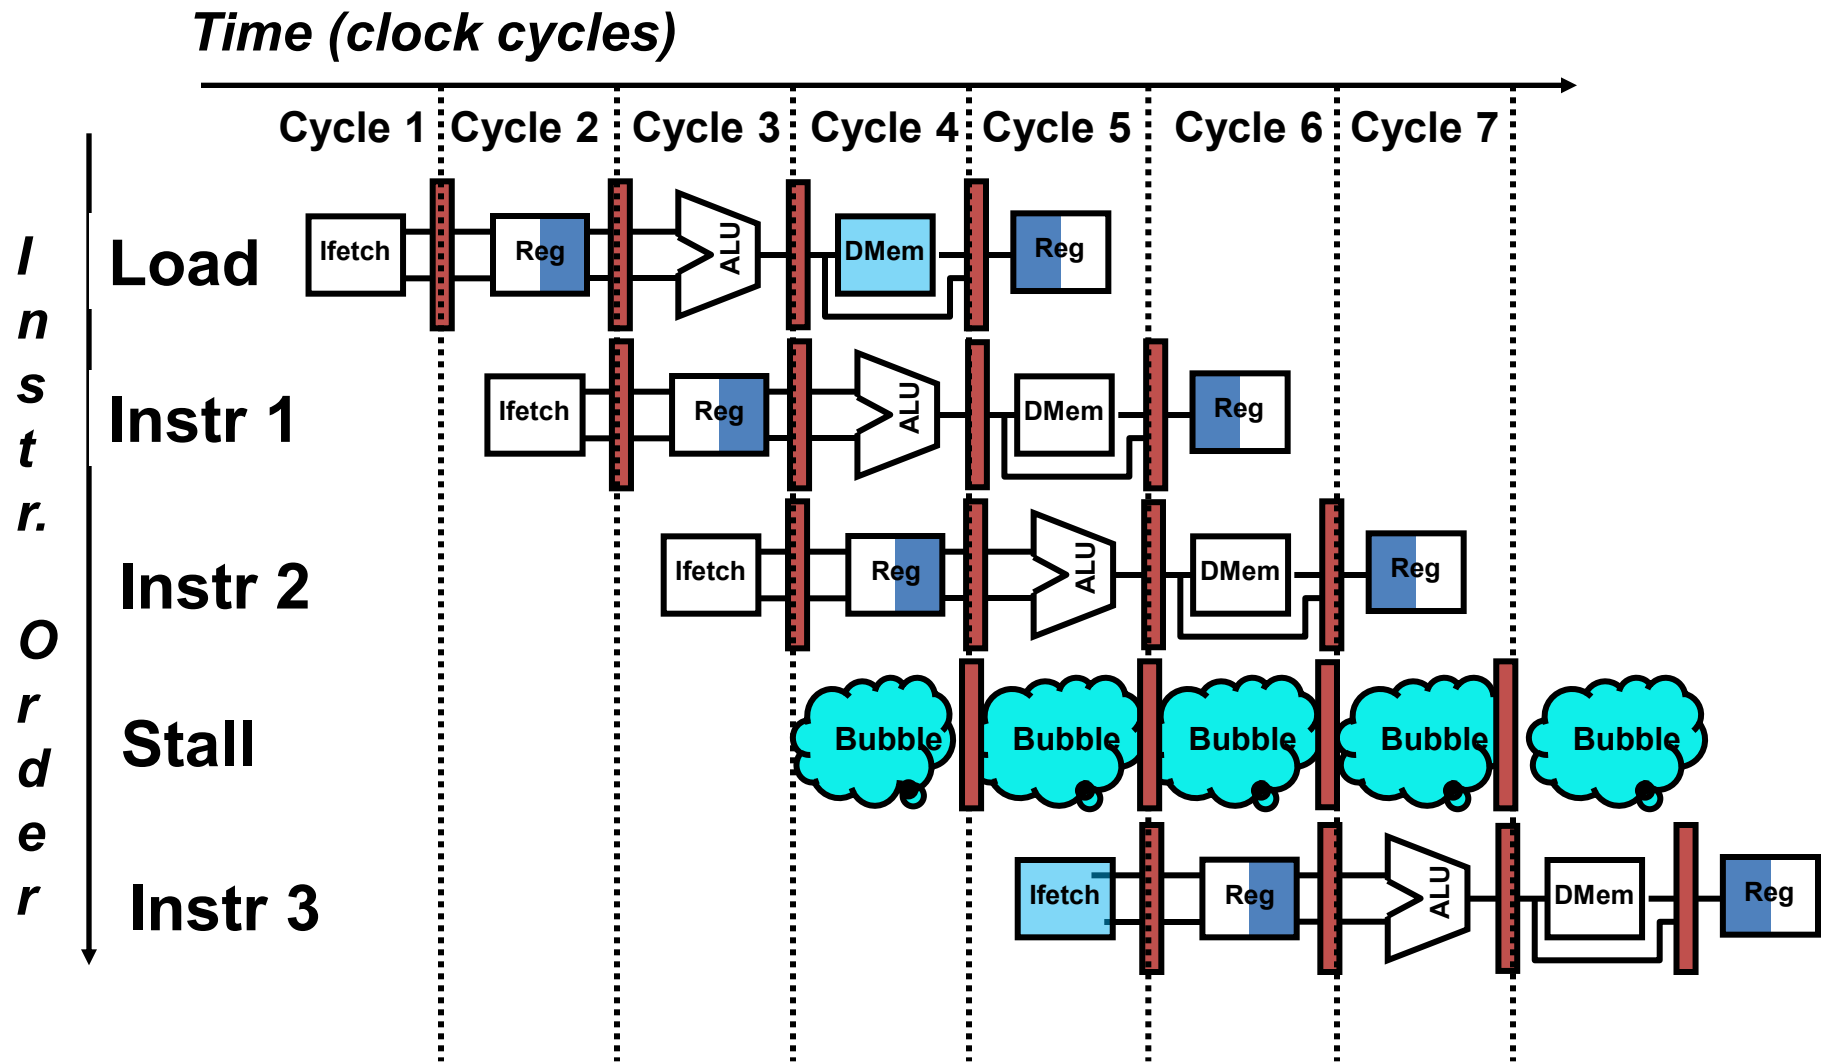 Time (clock cycles)
Cycle 1 Cycle 2 Cycle 3 Cycle 4 Cycle 5 Cycle 6 Cycle 7
Instr.
Order
Load Ifetch Reg ALU DMem Reg
Instr 1 Ifetch Reg ALU DMem Reg
Instr 2 Ifetch Reg ALU DMem Reg
Stall Bubble Bubble Bubble Bubble Bubble
Instr 3 Ifetch Reg ALU DMem Reg